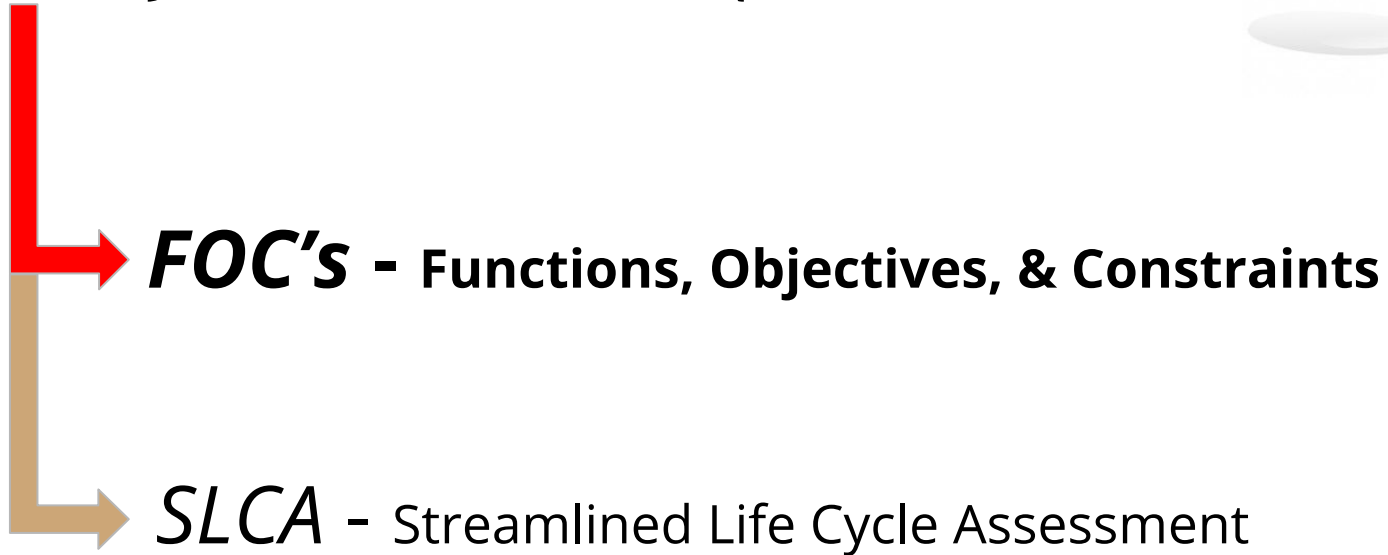 FOC’s - Functions, Objectives, & Constraints
SLCA - Streamlined Life Cycle Assessment